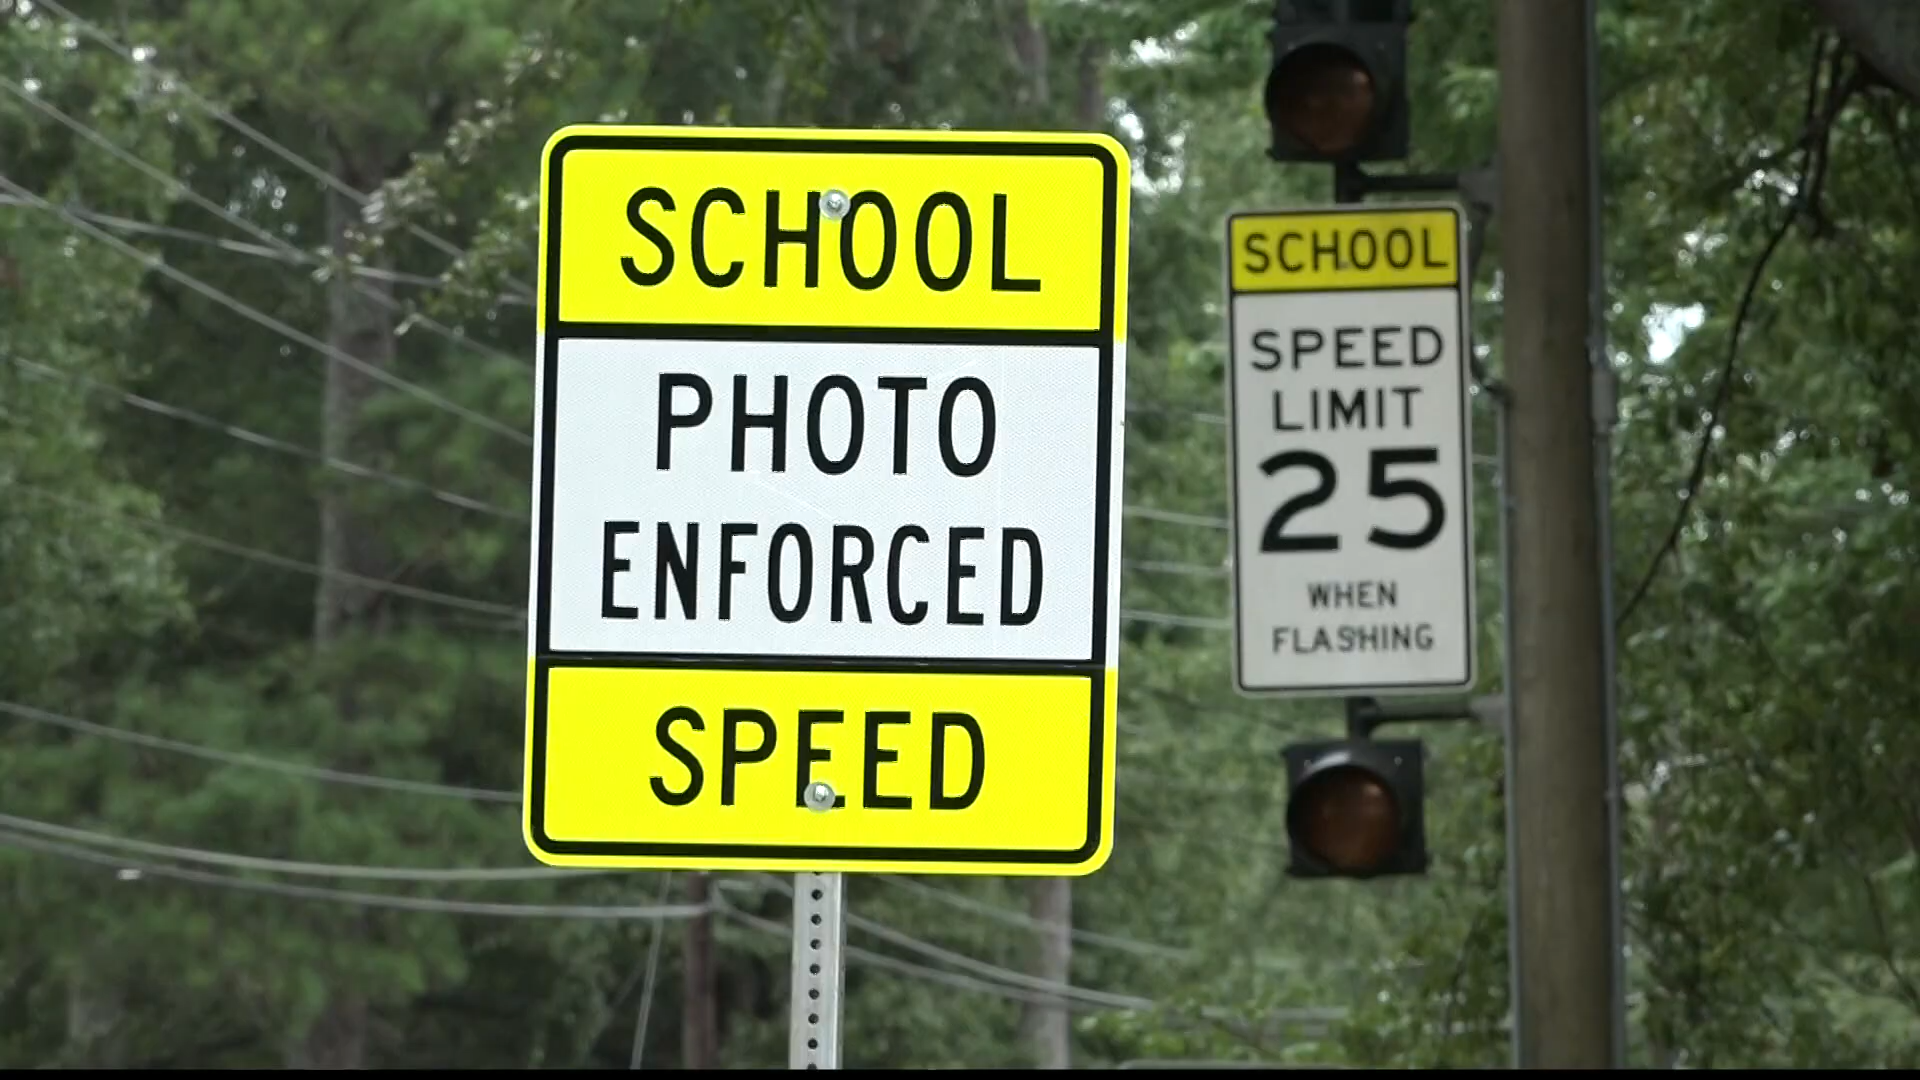 SCHOOL
PHOTO
ENFORCED
SPEED
SCHOOL
SPEED
LIMIT
25
WHEN
FLASHING